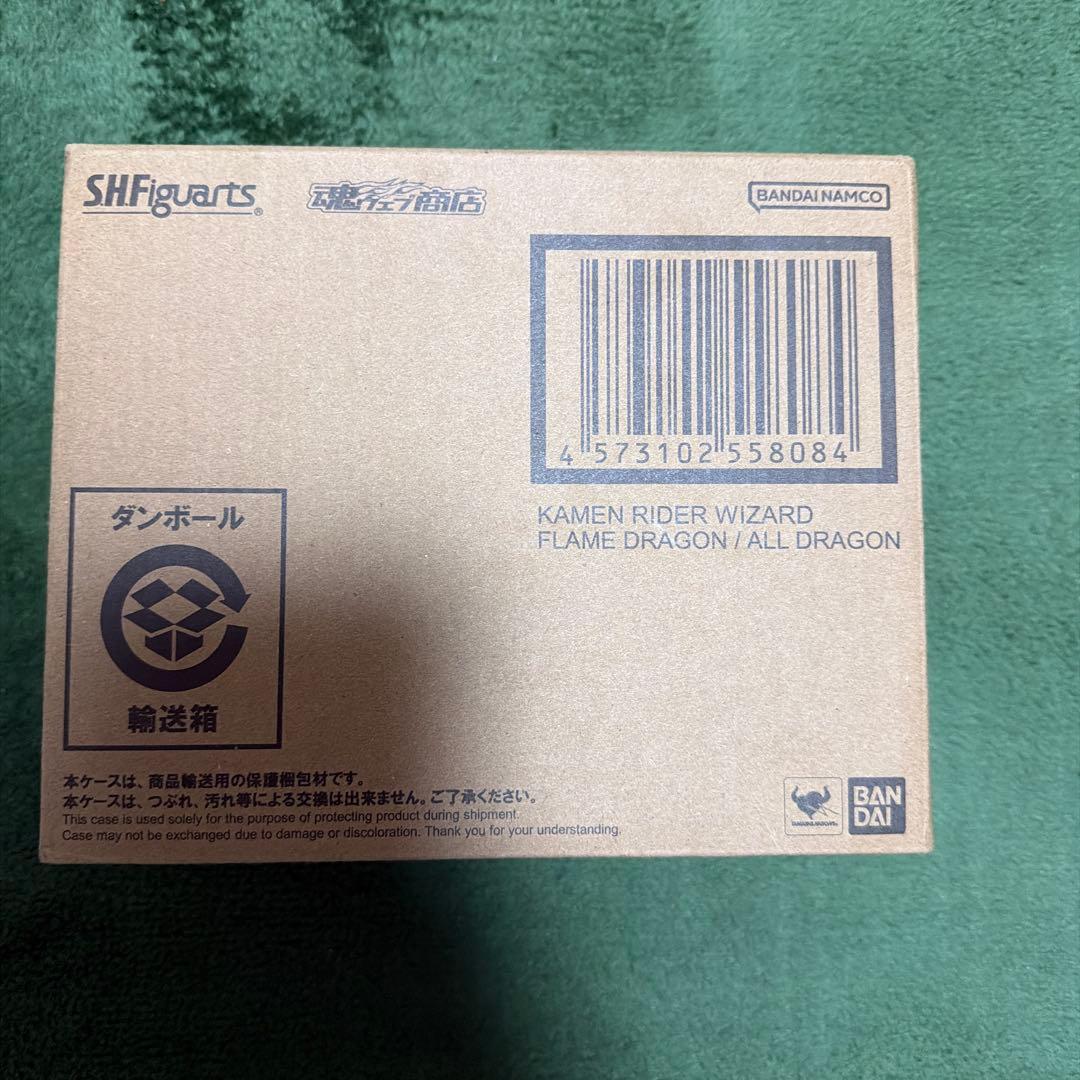 S.H.Figuarts®
魂ウェブ商店
BANDAI NAMCO
4 573102 558084
KAMEN RIDER WIZARD
FLAME DRAGON / ALL DRAGON
ダンボール
輸送箱
本ケースは、商品輸送用の保護梱包材です。
本ケースは、つぶれ、汚れ等による交換は出来ません。ご了承ください。
This case is used solely for the purpose of protecting product during shipment.
Case may not be exchanged due to damage or discoloration. Thank you for your understanding.
TAMASHII NATIONS
BAN
DAI